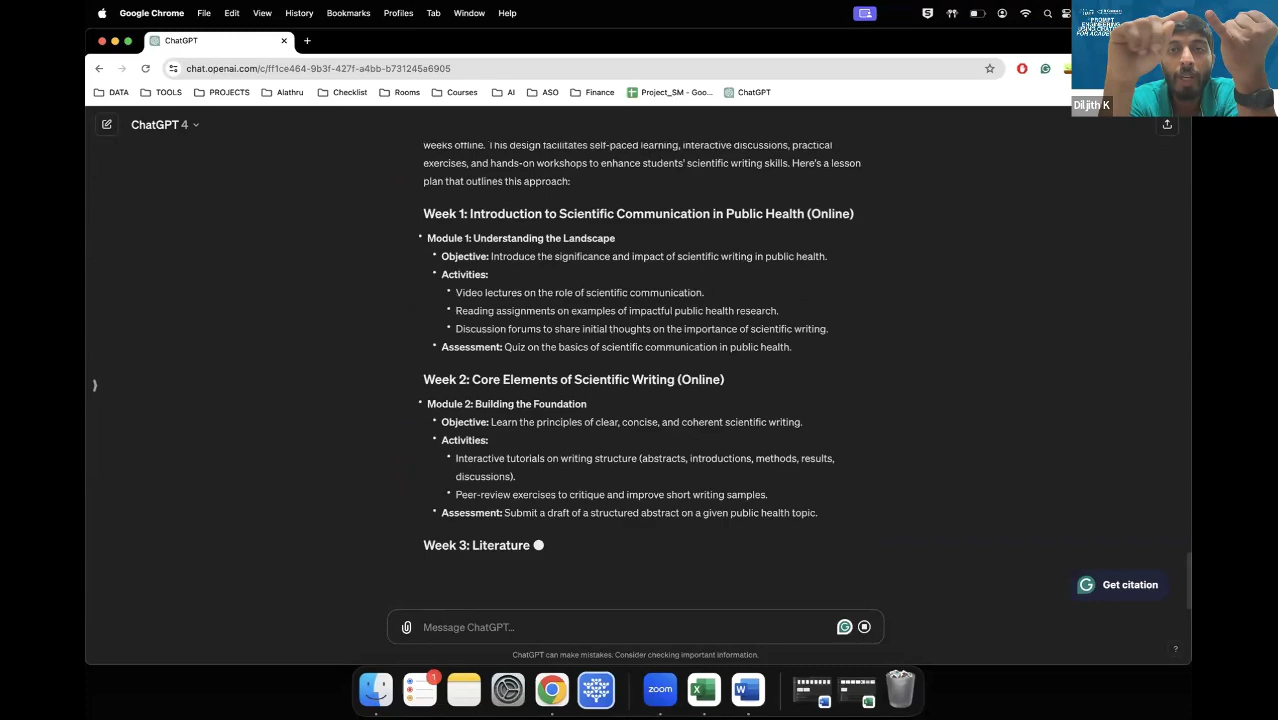 Google Chrome File Edit View History Bookmarks Profiles Tab Window Help
ChatGPT
chat.openai.com/c/ff1ce464-9b3f-427f-a4bb-b731245a6905
DATA TOOLS PROJECTS Alathru Checklist Rooms Courses AI ASO Finance Project_SM - Goo... ChatGPT
PROMPT
ENGINEERING
FOR ACADE
Diljith K
ChatGPT 4
weeks offline. This design facilitates self-paced learning, interactive discussions, practical
exercises, and hands-on workshops to enhance students' scientific writing skills. Here's a lesson
plan that outlines this approach:
Week 1: Introduction to Scientific Communication in Public Health (Online)
• Module 1: Understanding the Landscape
• Objective: Introduce the significance and impact of scientific writing in public health.
• Activities:
• Video lectures on the role of scientific communication.
• Reading assignments on examples of impactful public health research.
• Discussion forums to share initial thoughts on the importance of scientific writing.
• Assessment: Quiz on the basics of scientific communication in public health.
Week 2: Core Elements of Scientific Writing (Online)
• Module 2: Building the Foundation
• Objective: Learn the principles of clear, concise, and coherent scientific writing.
• Activities:
• Interactive tutorials on writing structure (abstracts, introductions, methods, results,
discussions).
• Peer-review exercises to critique and improve short writing samples.
• Assessment: Submit a draft of a structured abstract on a given public health topic.
Week 3: Literature
Get citation
Message ChatGPT...
ChatGPT can make mistakes. Consider checking important information.
?
1
zoom